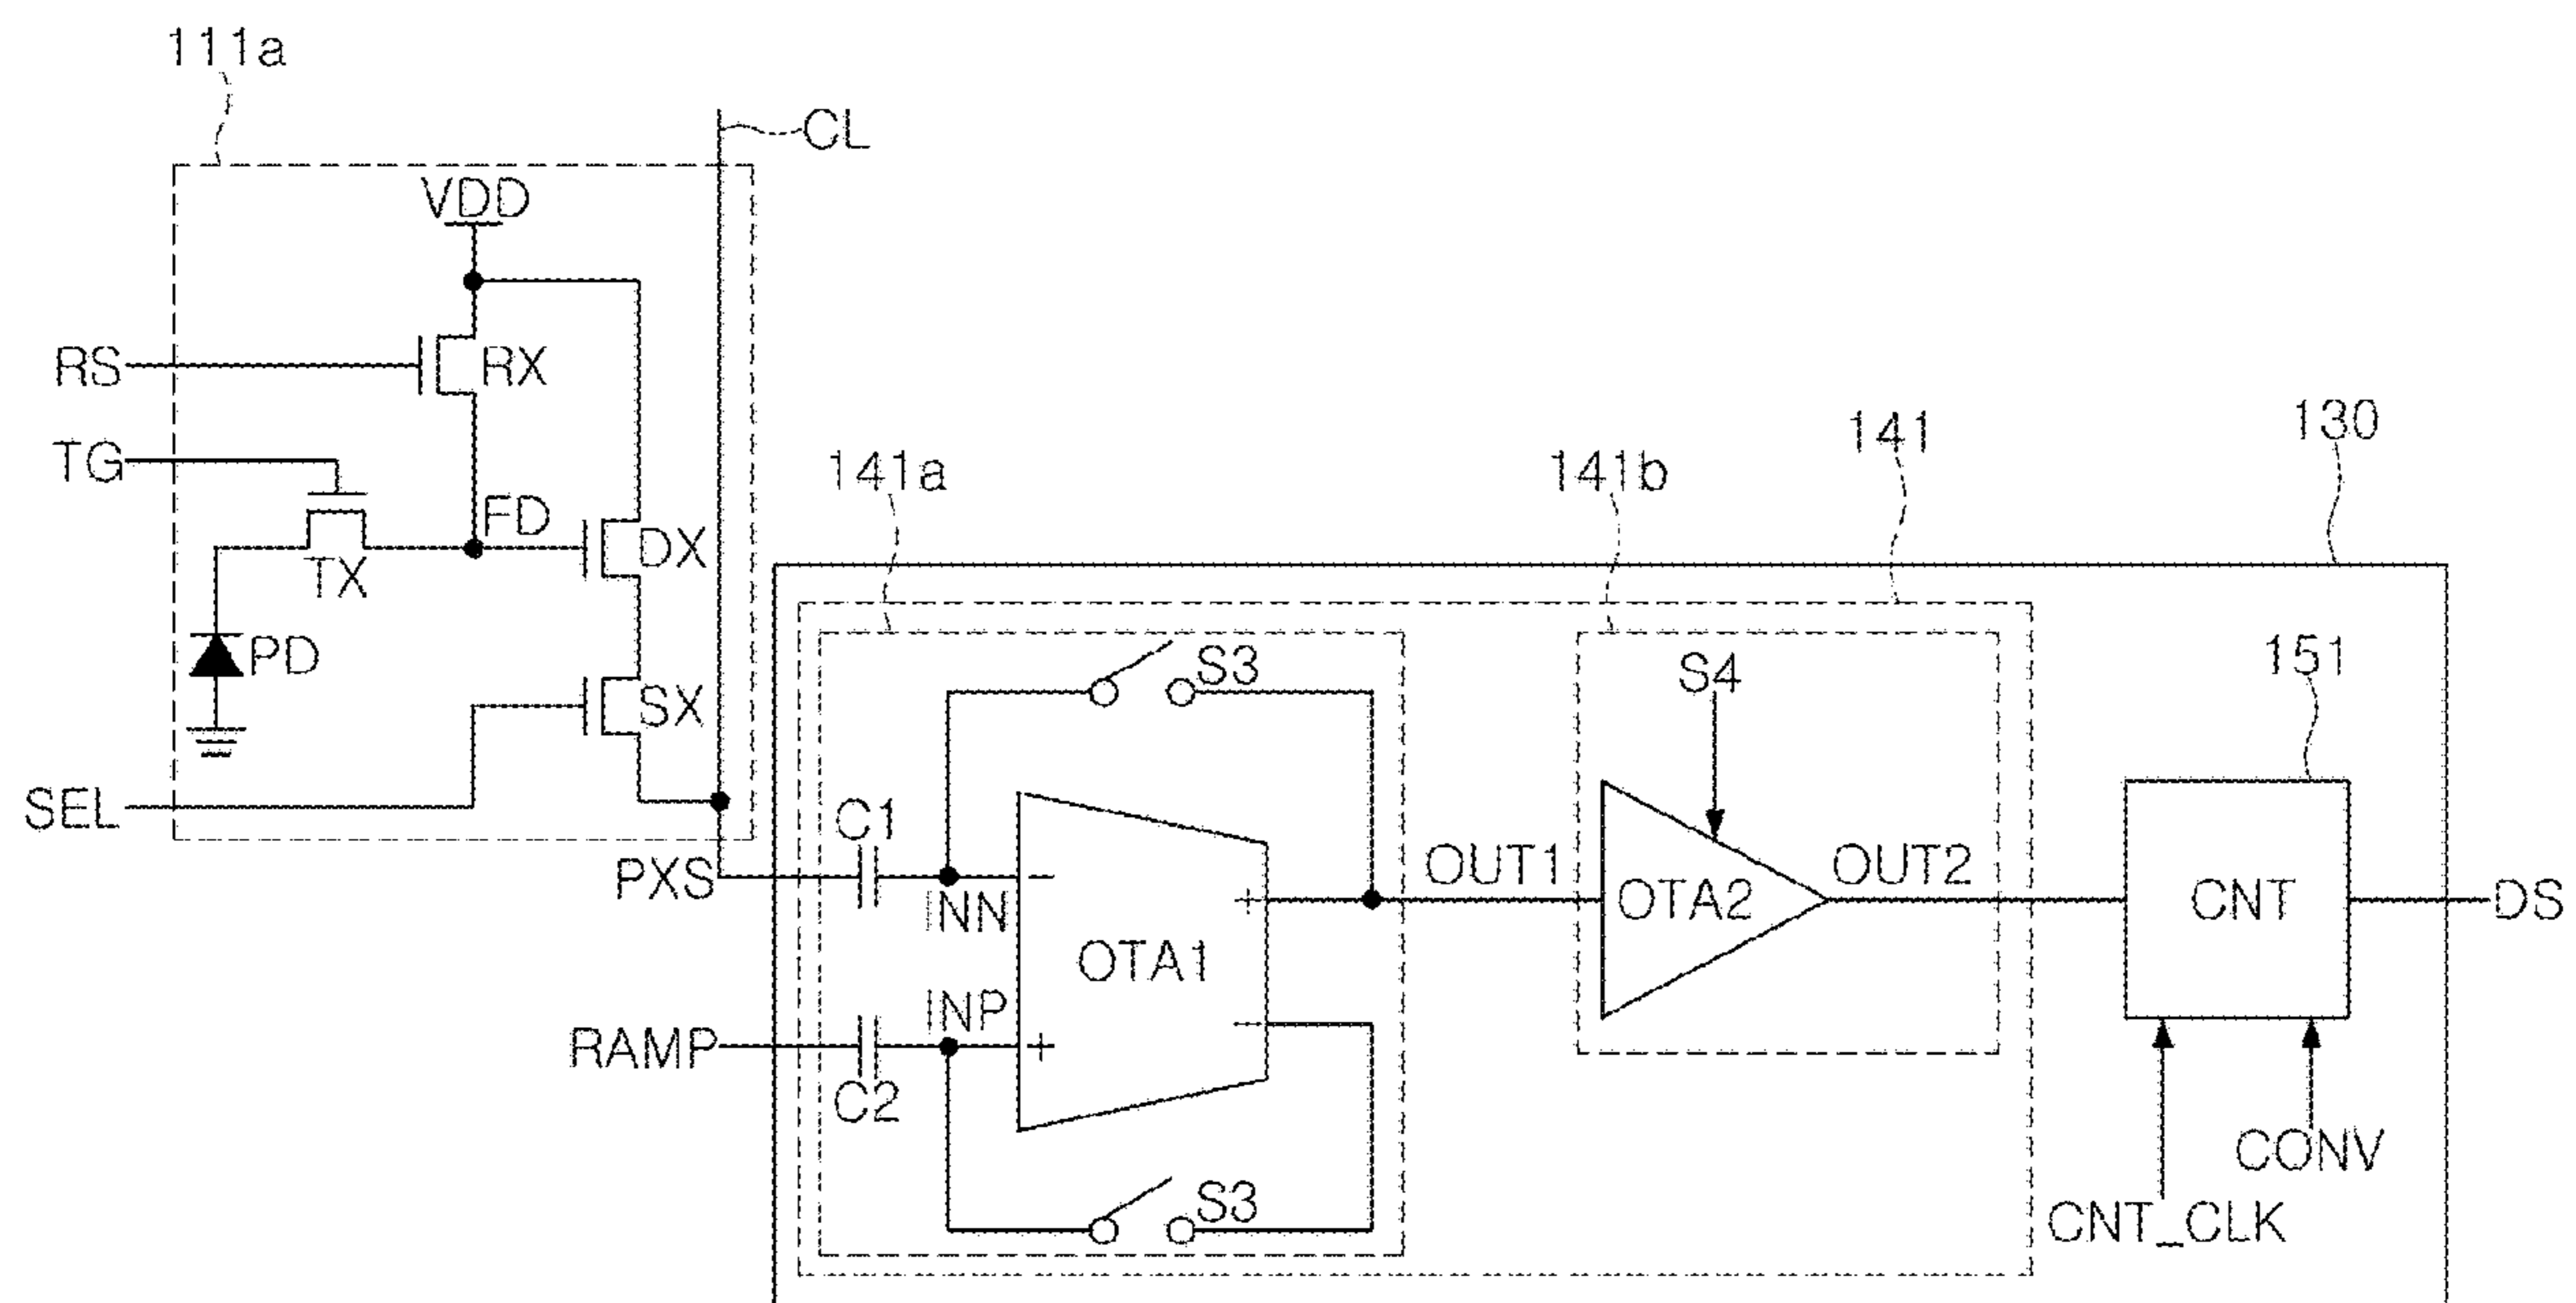 111a
CL
VDD
RS
RX
TG
FD
DX
TX
PD
SX
SEL
141a
141b
141
130
S3
S4
151
C1
PXS
INN
-
+
OUT1
OTA2
OUT2
CNT
DS
OTA1
RAMP
INP
+
-
C2
S3
CONV
CNT_CLK